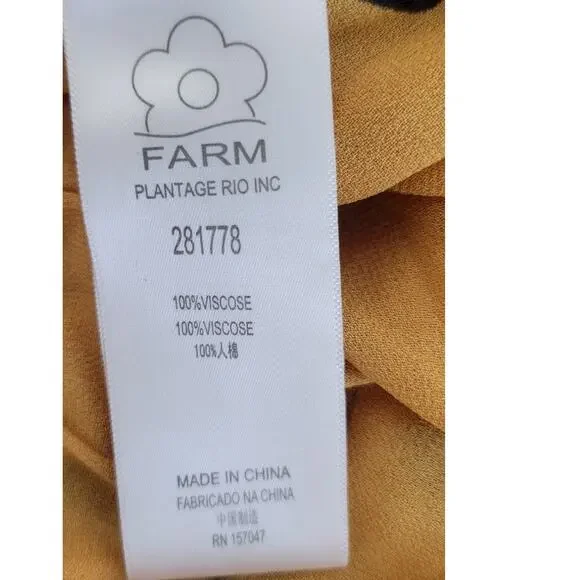 FARM
PLANTAGE RIO INC
281778
100%VISCOSE
100%VISCOSE
100%人棉
MADE IN CHINA
FABRICADO NA CHINA
中国制造
RN 157047